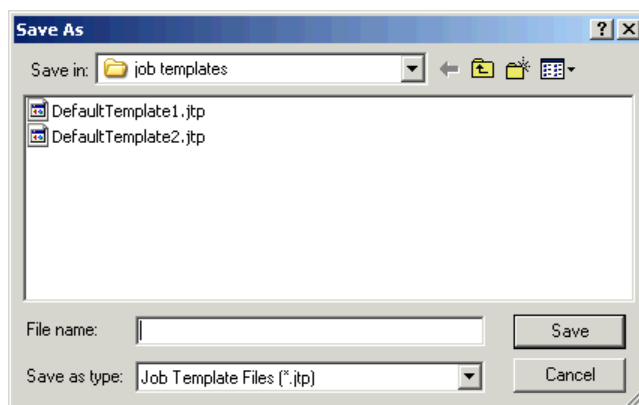 Save As
Save in: job templates
DefaultTemplate1.jtp
DefaultTemplate2.jtp
File name: Save
Save as type: Job Template Files (*.jtp) Cancel